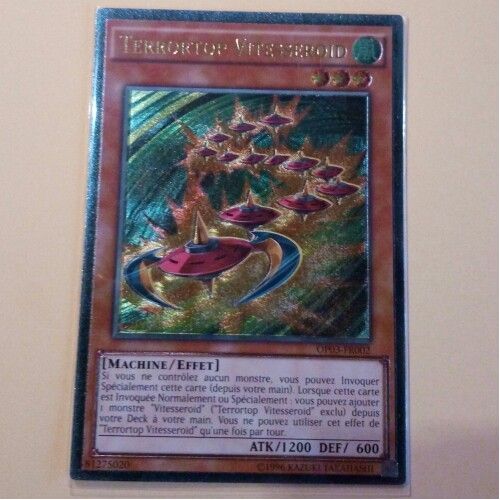 TERRORTOP VITESSEROID
OP03-FR002
[MACHINE/EFFET]
Si vous ne contrôlez aucun monstre, vous pouvez Invoquer
Spécialement cette carte (depuis votre main). Lorsque cette carte
est Invoquée Normalement ou Spécialement : vous pouvez ajouter
1 monstre "Vitesseroid" ("Terrortop Vitesseroid" exclu) depuis
votre Deck à votre main. Vous ne pouvez utiliser cet effet de
"Terrortop Vitesseroid" qu'une fois par tour.
ATK/1200 DEF/ 600
81275020
©1996 KAZUKI TAKAHASHI